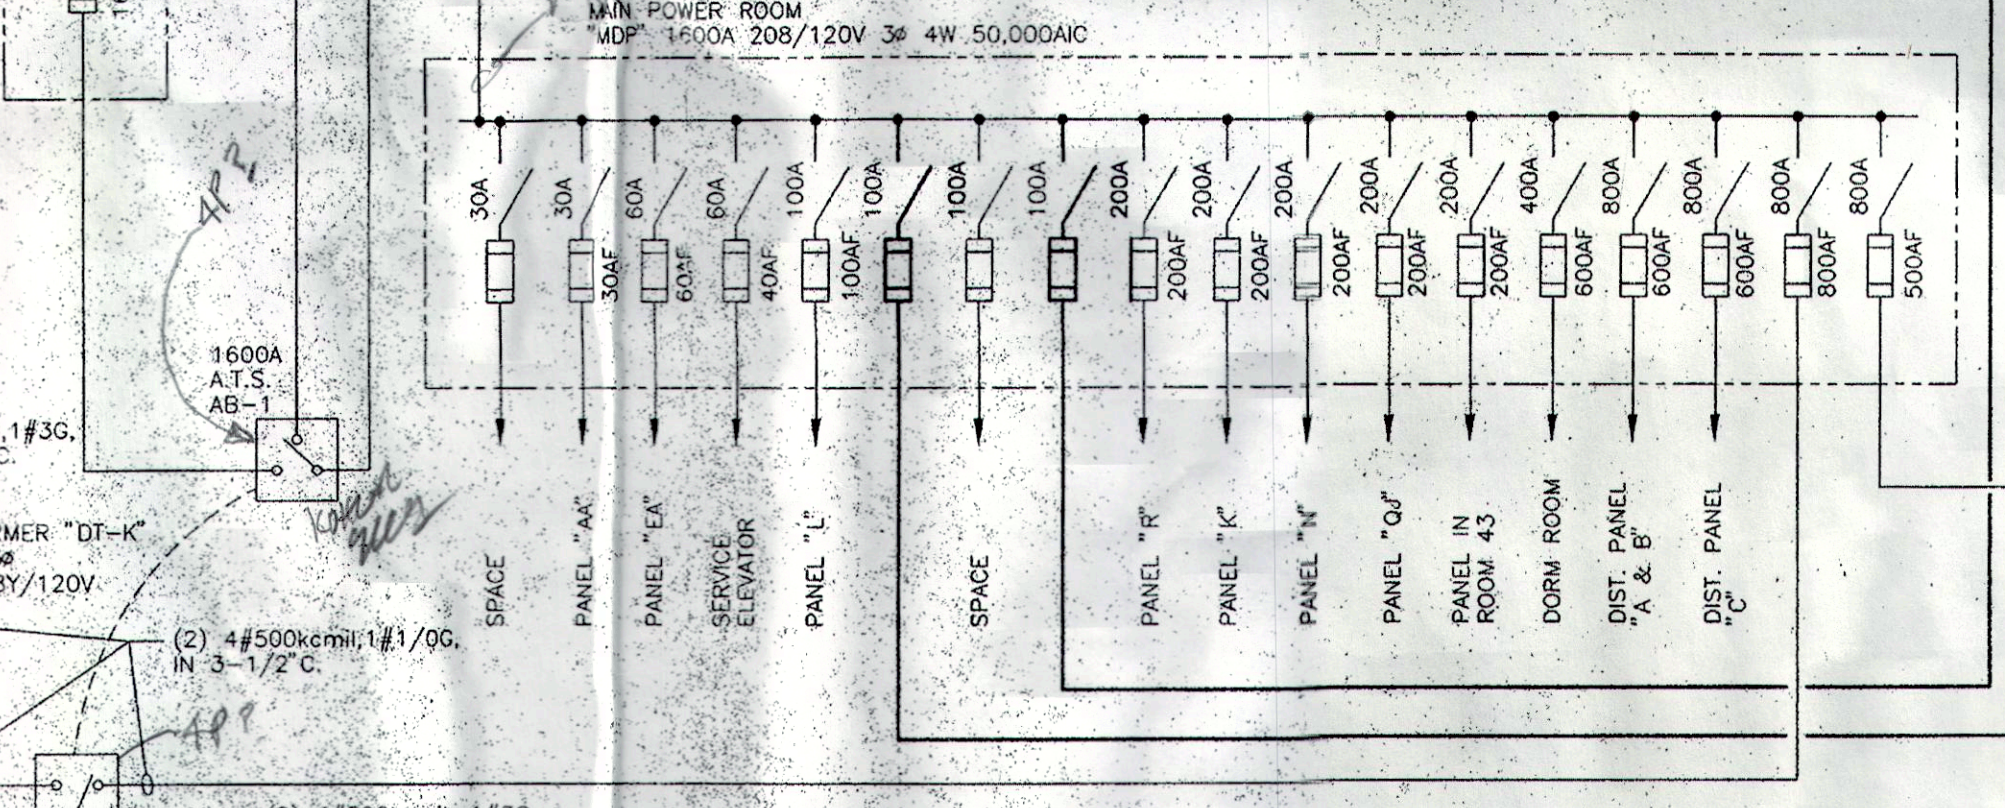 MAIN POWER ROOM
"MDP" 1600A 208/120V 3ø 4W 50,000AIC
4P?
30A
30A
60A
60A
100A
100A
100A
100A
200A
200A
200A
200A
200A
400A
800A
800A
800A
800A
30AF
60AF
40AF
100AF
200AF
200AF
200AF
200AF
200AF
600AF
600AF
600AF
800AF
500AF
1600A
A.T.S.
AB-1
,1#3G,
C.
SPACE
PANEL "AA"
PANEL "EA"
SERVICE
ELEVATOR
PANEL "L"
SPACE
PANEL "R"
PANEL "K"
PANEL "N"
PANEL "QJ"
PANEL IN
ROOM 43
DORM ROOM
DIST. PANEL
"A & B"
DIST. PANEL
"C"
RMER "DT-K"
ø
8Y/120V
(2) 4#500kcmil,1#1/0G,
IN 3-1/2"C.
4P?